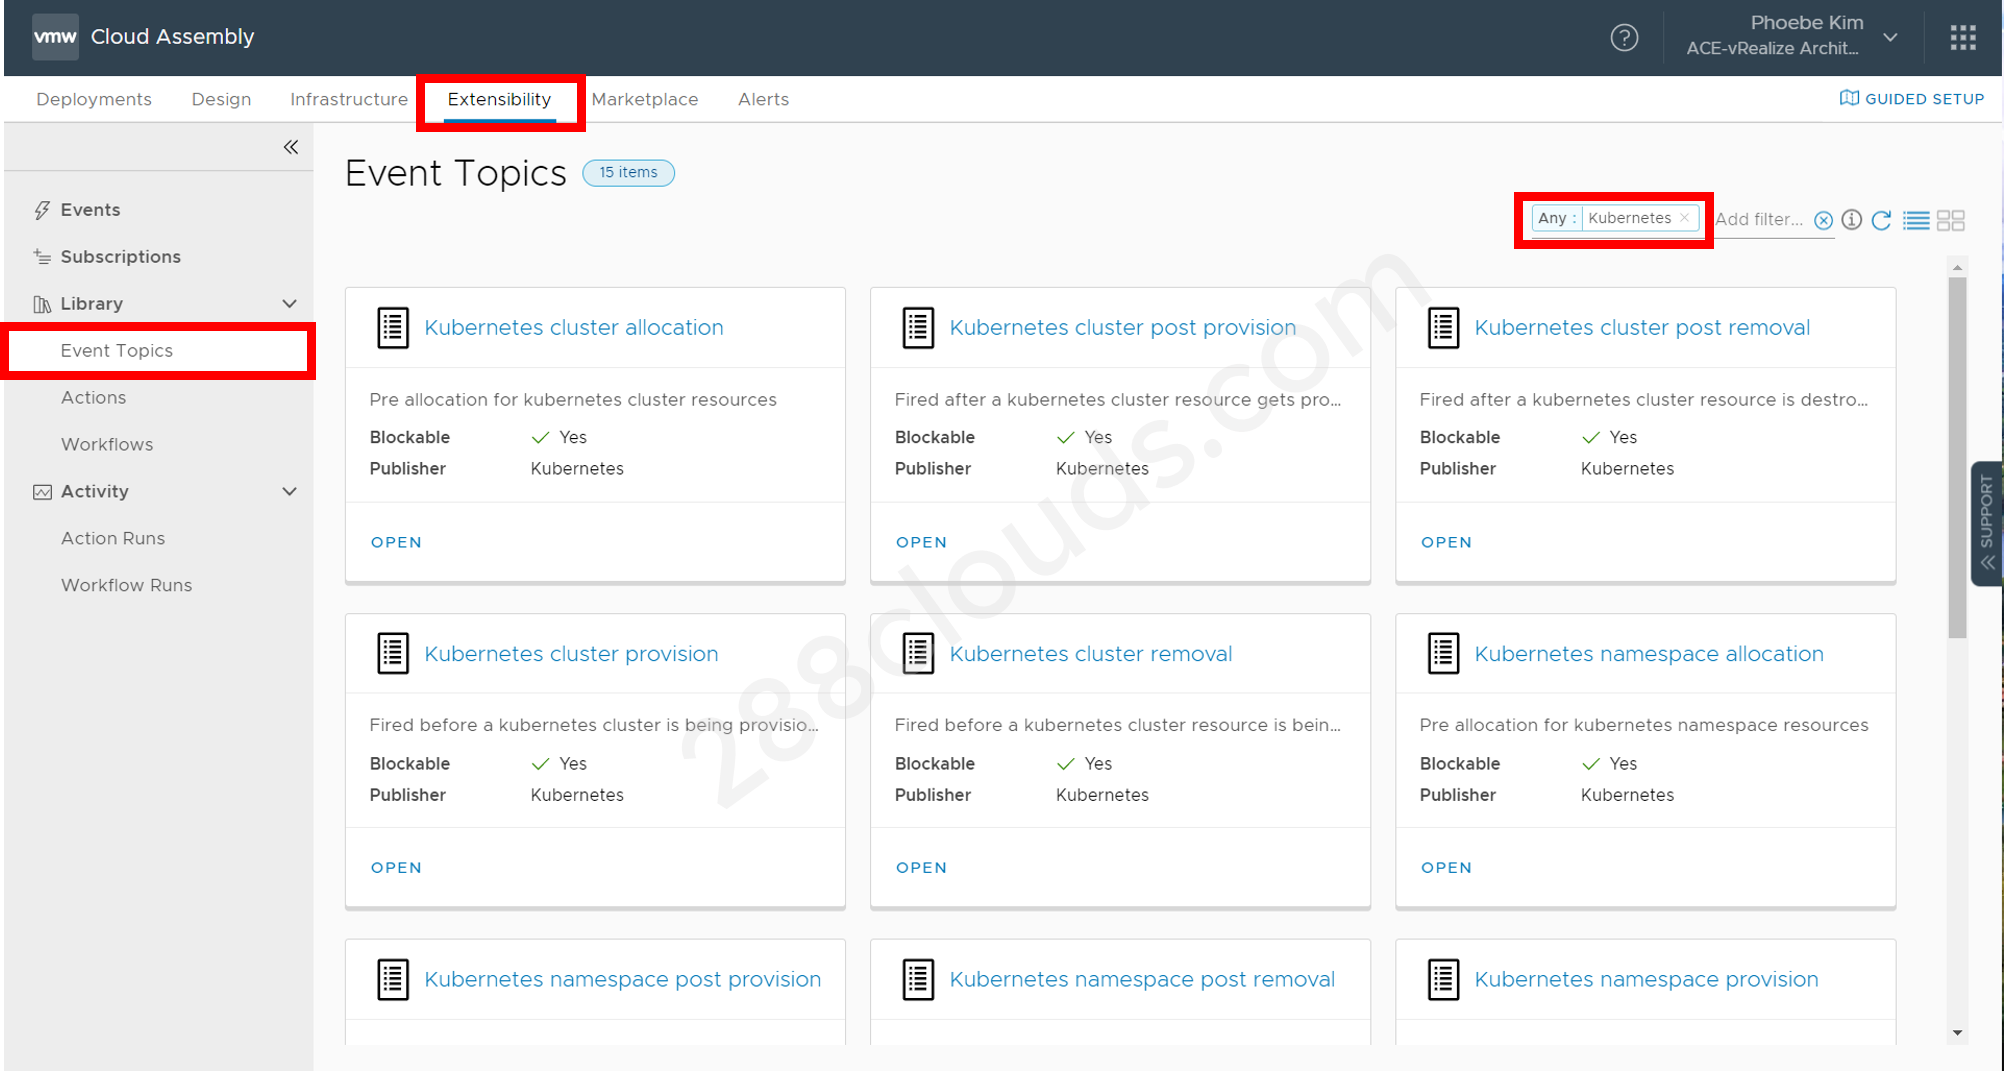 vmw Cloud Assembly
Phoebe Kim
ACE-vRealize Archit...
Deployments Design Infrastructure Extensibility Marketplace Alerts
GUIDED SETUP
Events
Subscriptions
Library
Event Topics
Actions
Workflows
Activity
Action Runs
Workflow Runs
Event Topics 15 items
Any : Kubernetes Add filter...
Kubernetes cluster allocation
Pre allocation for kubernetes cluster resources
Blockable Yes
Publisher Kubernetes
OPEN
Kubernetes cluster post provision
Fired after a kubernetes cluster resource gets pro...
Blockable Yes
Publisher Kubernetes
OPEN
Kubernetes cluster post removal
Fired after a kubernetes cluster resource is destro...
Blockable Yes
Publisher Kubernetes
OPEN
Kubernetes cluster provision
Fired before a kubernetes cluster is being provisio...
Blockable Yes
Publisher Kubernetes
OPEN
Kubernetes cluster removal
Fired before a kubernetes cluster resource is bein...
Blockable Yes
Publisher Kubernetes
OPEN
Kubernetes namespace allocation
Pre allocation for kubernetes namespace resources
Blockable Yes
Publisher Kubernetes
OPEN
Kubernetes namespace post provision
Kubernetes namespace post removal
Kubernetes namespace provision
SUPPORT
288clouds.com